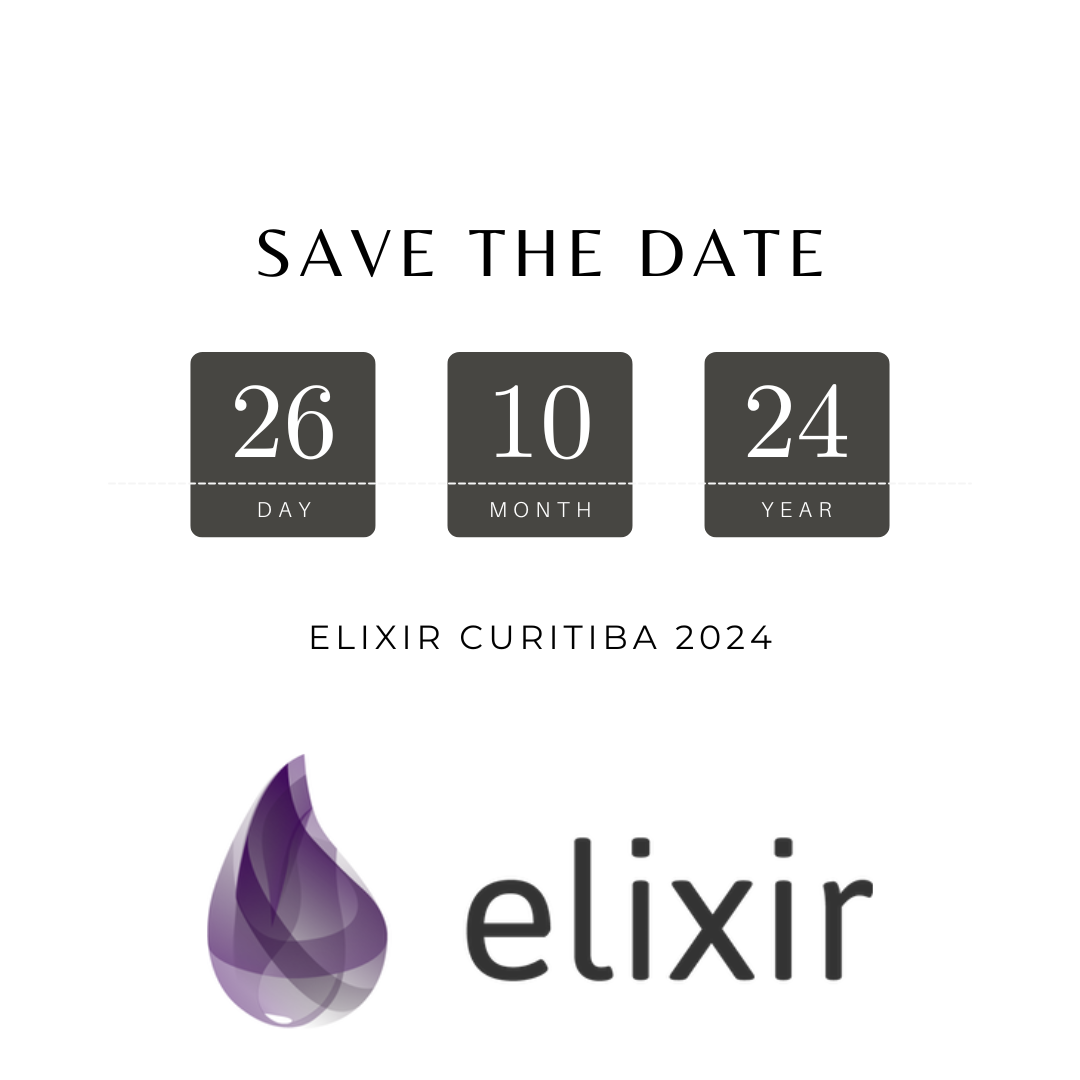 SAVE THE DATE
26 10 24
DAY MONTH YEAR
ELIXIR CURITIBA 2024
elixir